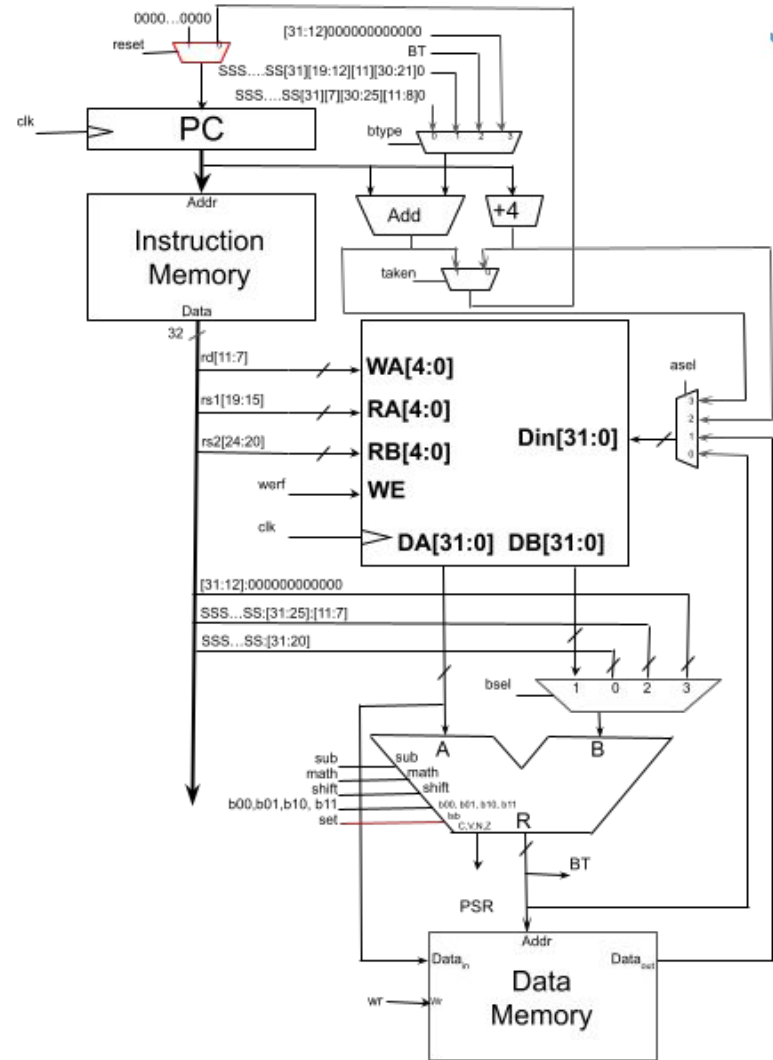 0000...0000
1 0
reset
[31:12]000000000000
BT
SSS....SS[31][19:12][11][30:21]0
SSS....SS[31][7][30:25][11:8]0
clk
PC
btype
0 1 2 3
Addr
Instruction
Memory
Data
Add
+4
taken
1 0
32
rd[11:7]
WA[4:0]
rs1[19:15]
RA[4:0]
rs2[24:20]
RB[4:0]
Din[31:0]
asel
3
2
1
0
werf
WE
clk
DA[31:0] DB[31:0]
[31:12]:000000000000
SSS...SS:[31:25]:[11:7]
SSS...SS:[31:20]
bsel
1 0 2 3
A
B
sub
sub
math
math
shift
shift
b00,b01,b10, b11
b00, b01, b10, b11
set
C,V,N,Z
R
BT
PSR
Addr
Data in
Data out
Data
Memory
wr
Wr